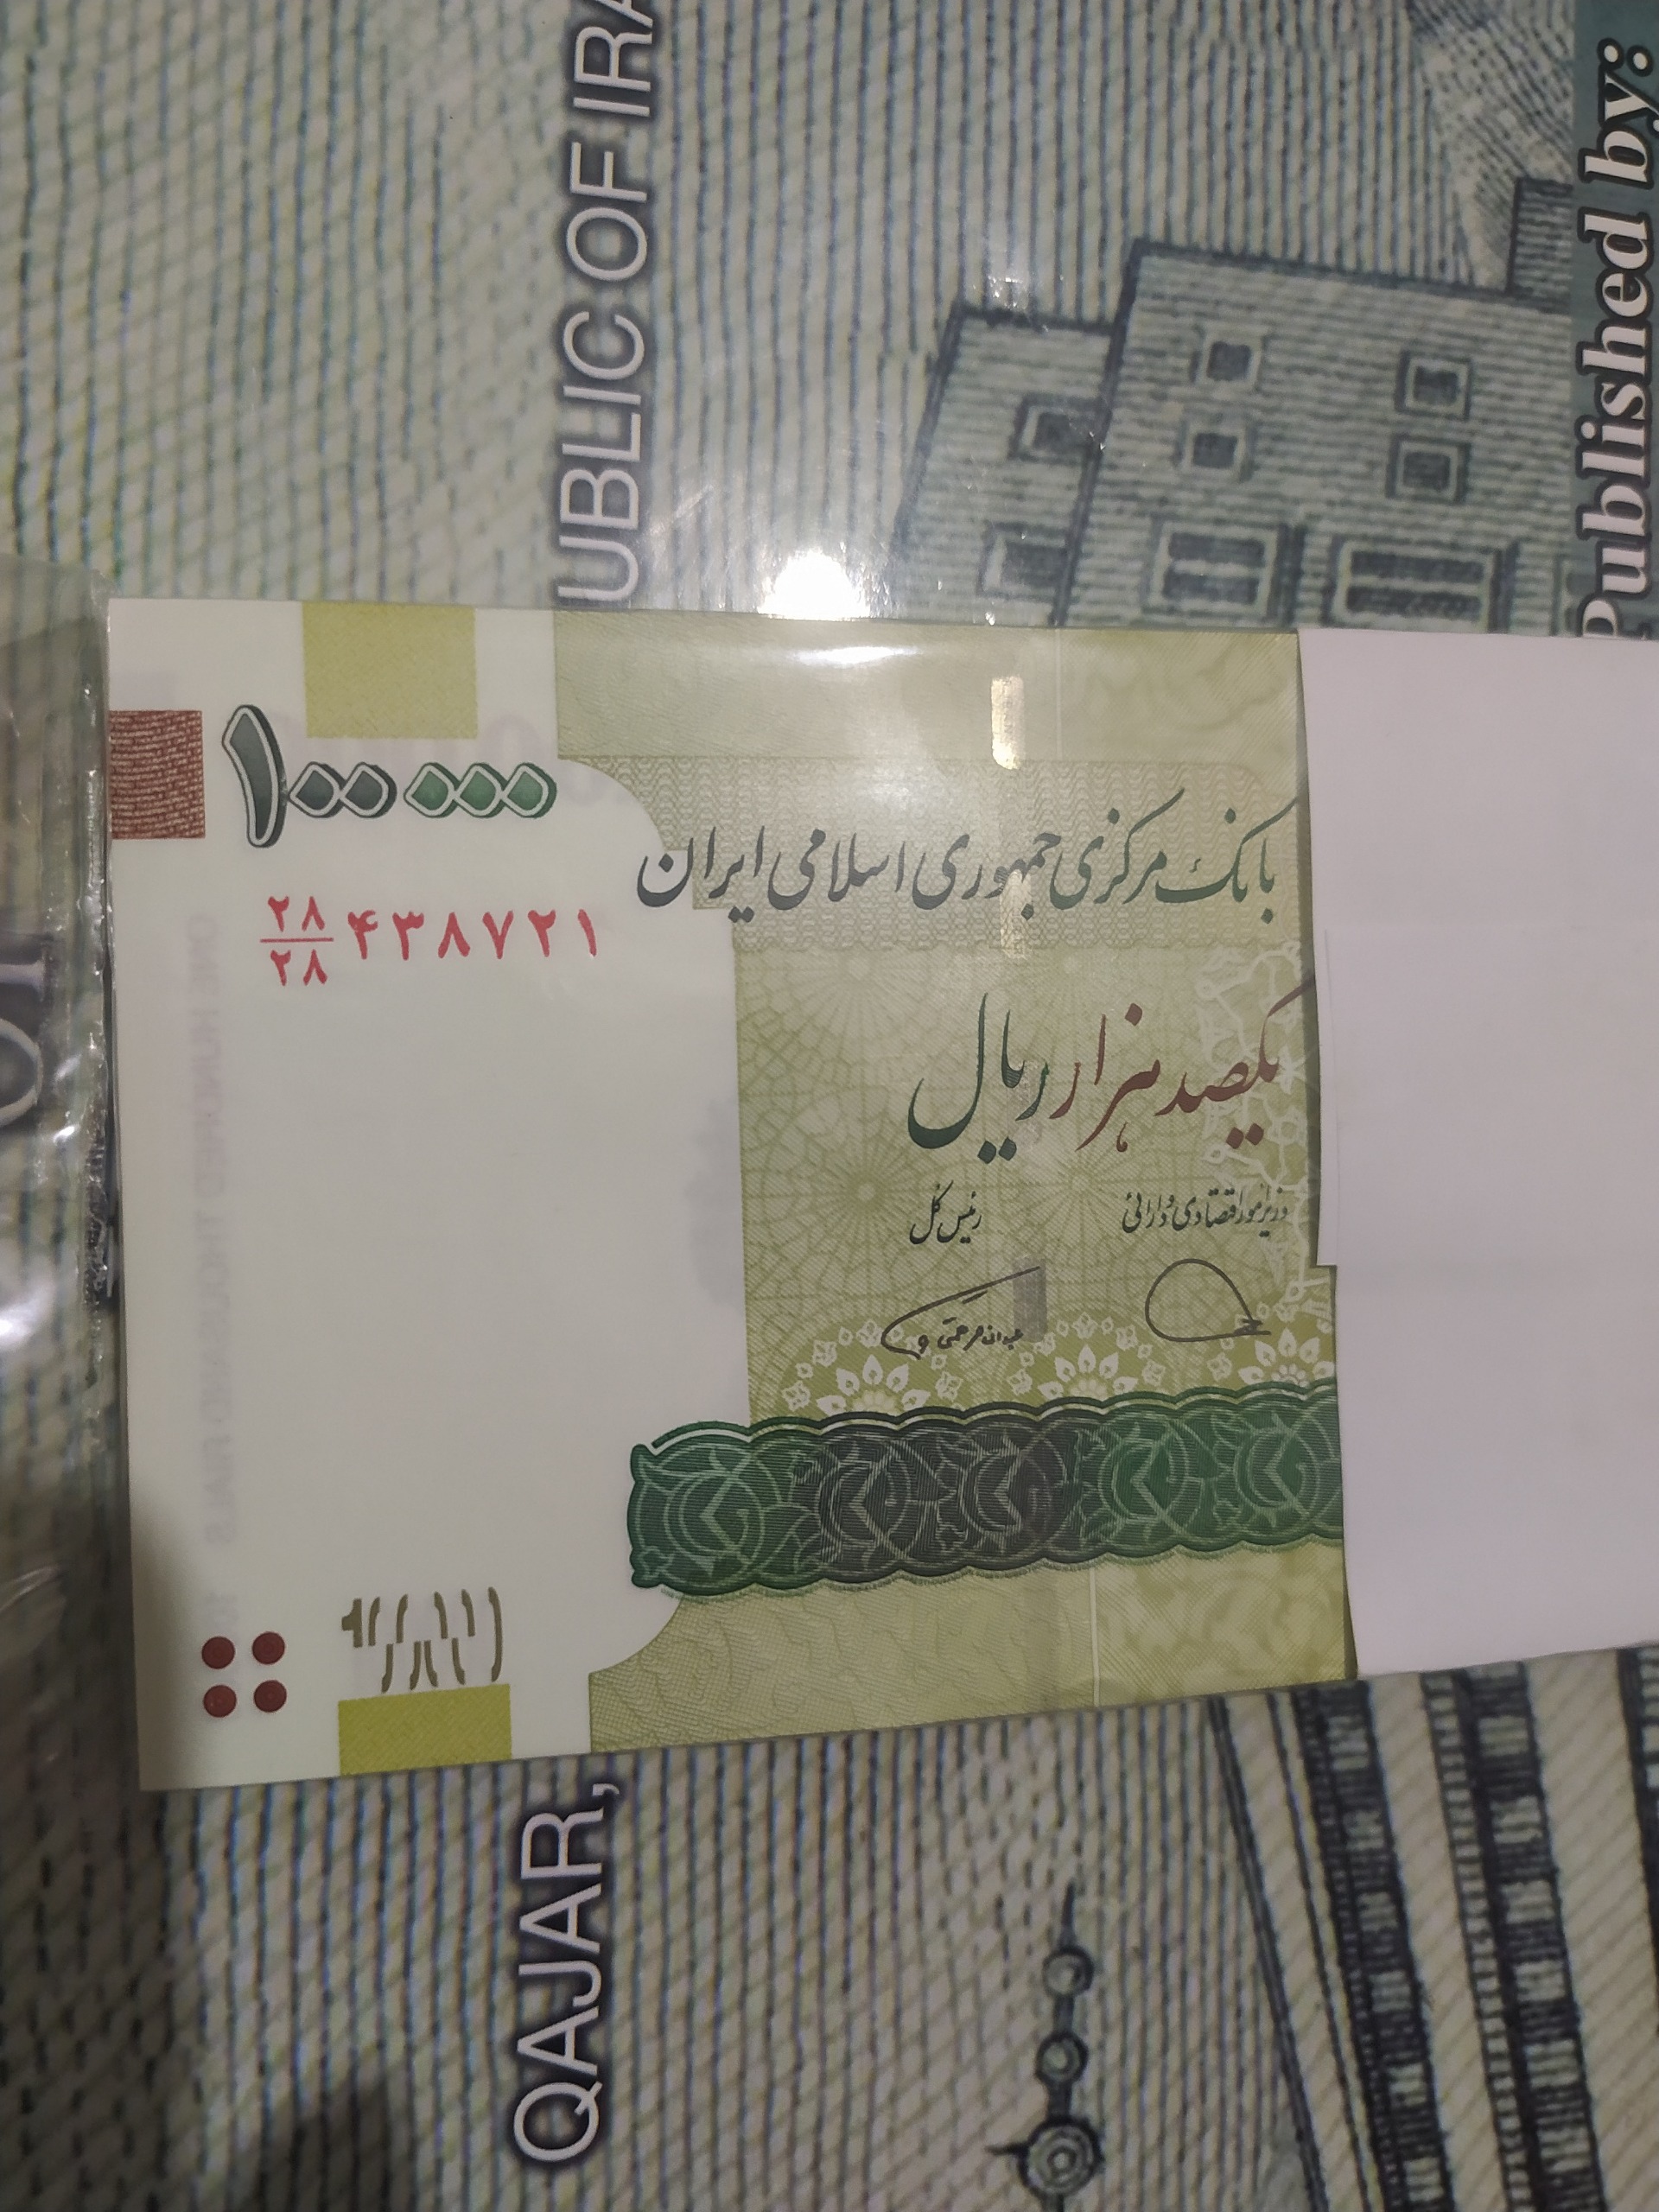 UBLIC OF IRA
Published by:
۱۰۰۰۰۰
بانک مرکزی جمهوری اسلامی ایران
۲۸/۲۸ ۴۳۸۷۲۱
یکصد هزار ریال
وزیر امور اقتصادی و دارائی
رئیس کل
QAJAR,